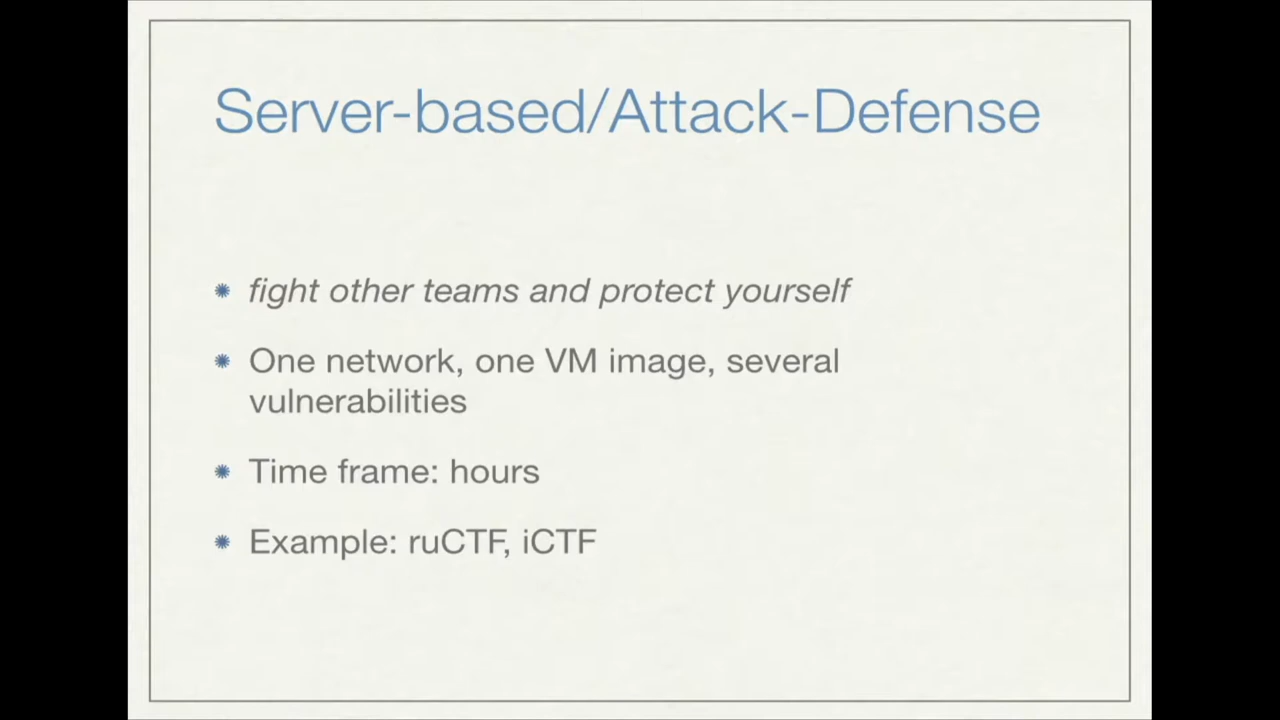 Server-based/Attack-Defense
fight other teams and protect yourself
One network, one VM image, several
vulnerabilities
Time frame: hours
Example: ruCTF, iCTF